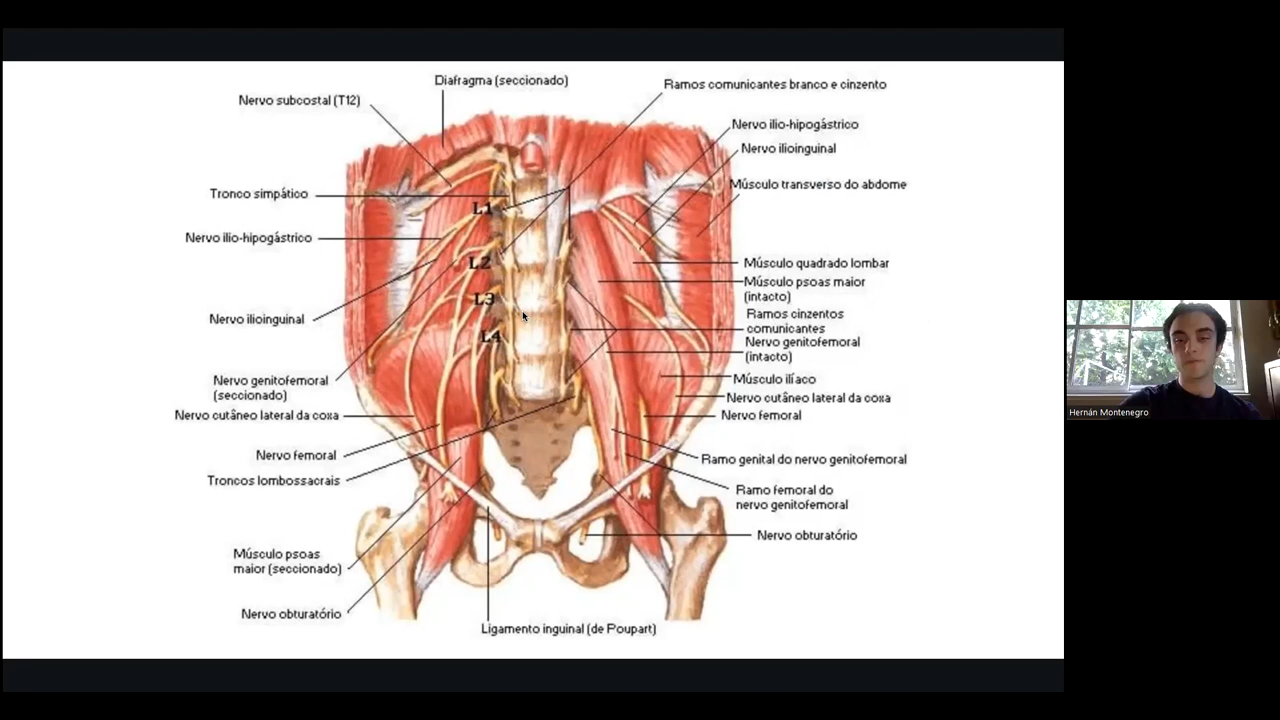 Diafragma (seccionado)
Ramos comunicantes branco e cinzento
Nervo subcostal (T12)
Nervo ilio-hipogástrico
Nervo ilioinguinal
Músculo transverso do abdome
Tronco simpático
L1
Nervo ilio-hipogástrico
L2
Músculo quadrado lombar
Músculo psoas maior
(intacto)
L3
Nervo ilioinguinal
Ramos cinzentos
comunicantes
L4
Nervo genitofemoral
(intacto)
Nervo genitofemoral
(seccionado)
Músculo ilíaco
Nervo cutâneo lateral da coxa
Nervo cutâneo lateral da coxa
Nervo femoral
Nervo femoral
Ramo genital do nervo genitofemoral
Troncos lombossacrais
Ramo femoral do
nervo genitofemoral
Nervo obturatório
Músculo psoas
maior (seccionado)
Nervo obturatório
Ligamento inguinal (de Poupart)
Hernán Montenegro